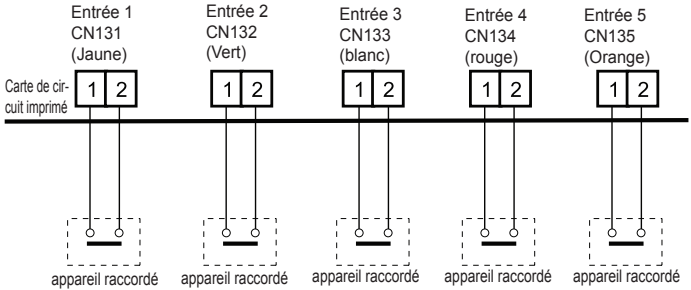 Entrée 1
CN131
(Jaune)
Entrée 2
CN132
(Vert)
Entrée 3
CN133
(blanc)
Entrée 4
CN134
(rouge)
Entrée 5
CN135
(Orange)
Carte de cir-
cuit imprimé
1 2
1 2
1 2
1 2
1 2
appareil raccordé
appareil raccordé
appareil raccordé
appareil raccordé
appareil raccordé